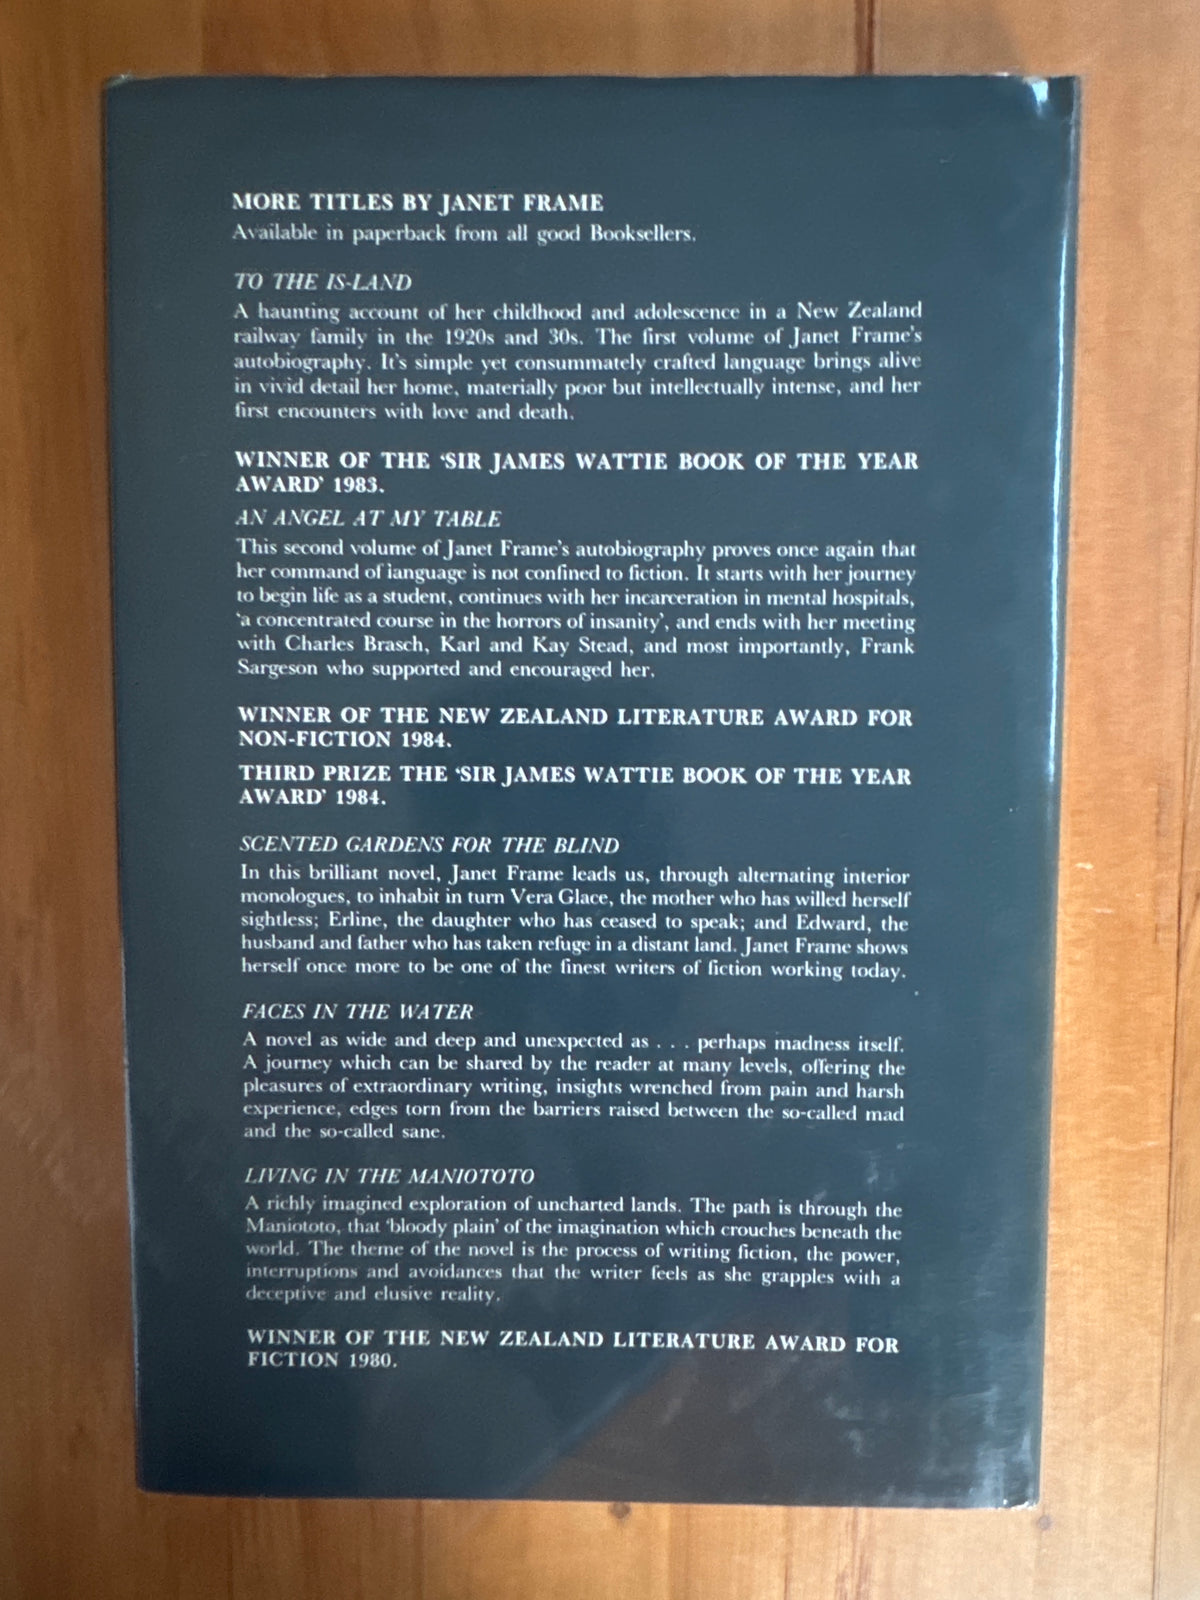 MORE TITLES BY JANET FRAME
Available in paperback from all good Booksellers.
TO THE IS-LAND
A haunting account of her childhood and adolescence in a New Zealand
railway family in the 1920s and 30s. The first volume of Janet Frame's
autobiography. It's simple yet consummately crafted language brings alive
in vivid detail her home, materially poor but intellectually intense, and her
first encounters with love and death.
WINNER OF THE ‘SIR JAMES WATTIE BOOK OF THE YEAR
AWARD’ 1983.
AN ANGEL AT MY TABLE
This second volume of Janet Frame's autobiography proves once again that
her command of language is not confined to fiction. It starts with her journey
to begin life as a student, continues with her incarceration in mental hospitals,
‘a concentrated course in the horrors of insanity’, and ends with her meeting
with Charles Brasch, Karl and Kay Stead, and most importantly, Frank
Sargeson who supported and encouraged her.
WINNER OF THE NEW ZEALAND LITERATURE AWARD FOR
NON-FICTION 1984.
THIRD PRIZE THE ‘SIR JAMES WATTIE BOOK OF THE YEAR
AWARD’ 1984.
SCENTED GARDENS FOR THE BLIND
In this brilliant novel, Janet Frame leads us, through alternating interior
monologues, to inhabit in turn Vera Glace, the mother who has willed herself
sightless; Erline, the daughter who has ceased to speak; and Edward, the
husband and father who has taken refuge in a distant land. Janet Frame shows
herself once more to be one of the finest writers of fiction working today.
FACES IN THE WATER
A novel as wide and deep and unexpected as . . . perhaps madness itself.
A journey which can be shared by the reader at many levels, offering the
pleasures of extraordinary writing, insights wrenched from pain and harsh
experience, edges torn from the barriers raised between the so-called mad
and the so-called sane.
LIVING IN THE MANIOTOTO
A richly imagined exploration of uncharted lands. The path is through the
Maniototo, that ‘bloody plain’ of the imagination which crouches beneath the
world. The theme of the novel is the process of writing fiction, the power,
interruptions and avoidances that the writer feels as she grapples with a
deceptive and elusive reality.
WINNER OF THE NEW ZEALAND LITERATURE AWARD FOR
FICTION 1980.